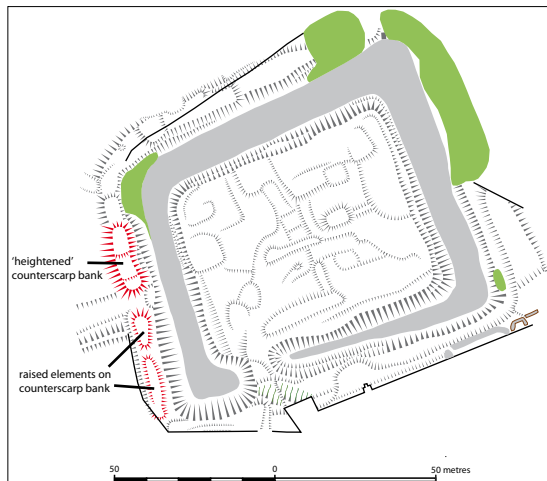 'heightened'
counterscarp bank
raised elements on
counterscarp bank
50 0 50 metres